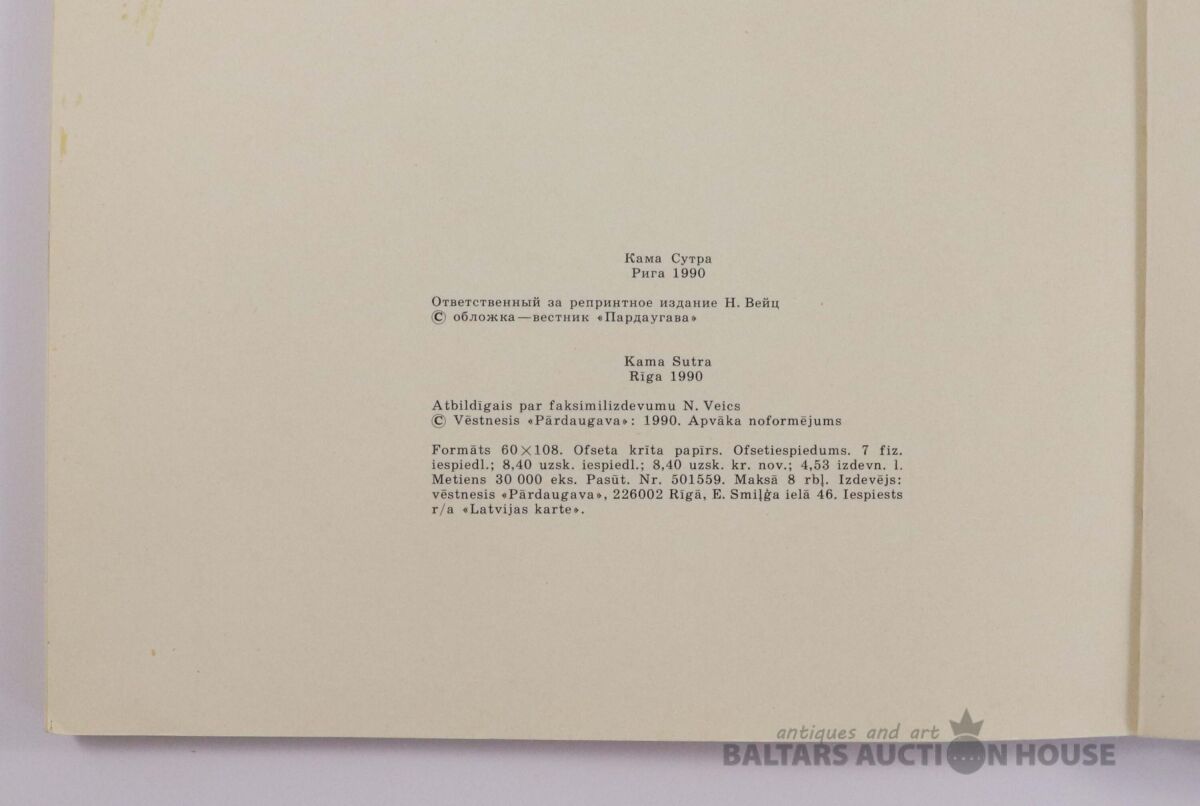 Кама Сутра
Рига 1990
Ответственный за репринтное издание Н. Вейц
© обложка—вестник «Пардаугава»
Kama Sutra
Rīga 1990
Atbildīgais par faksimilizdevumu N. Veics
© Vēstnesis «Pārdaugava»: 1990. Apvāka noformējums
Formāts 60×108. Ofseta krīta papīrs. Ofsetiespiedums. 7 fiz.
iespiedl.; 8,40 uzsk. iespiedl.; 8,40 uzsk. kr. nov.; 4,53 izdevn. l.
Metiens 30 000 eks. Pasūt. Nr. 501559. Maksā 8 rbļ. Izdevējs:
vēstnesis «Pārdaugava», 226002 Rīgā, E. Smiļģa ielā 46. Iespiests
r/a «Latvijas karte».
antiques and art
BALTARS AUCTION HOUSE